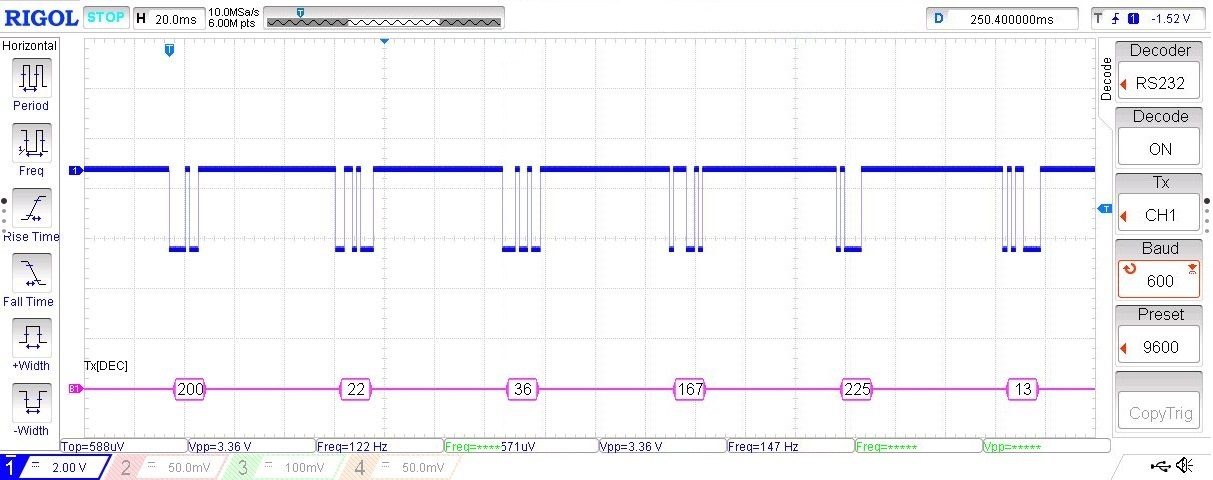 RIGOL STOP H 20.0ms 10.0MSa/s 6.00M pts T D 250.400000ms T 1 -1.52 V
Horizontal
Period
Freq
Rise Time
Fall Time
+Width
-Width
T
1
T
Tx[DEC]
B1 200 22 36 167 225 13
Top=588uV Vpp=3.36 V Freq=122 Hz Freq=****571uV Vpp=3.36 V Freq=147 Hz Freq=***** Vpp=*****
1 = 2.00 V 2 = 50.0mV 3 = 100mV 4 = 50.0mV
Decode
Decoder
RS232
Decode
ON
Tx
CH1
Baud
600
Preset
9600
CopyTrig